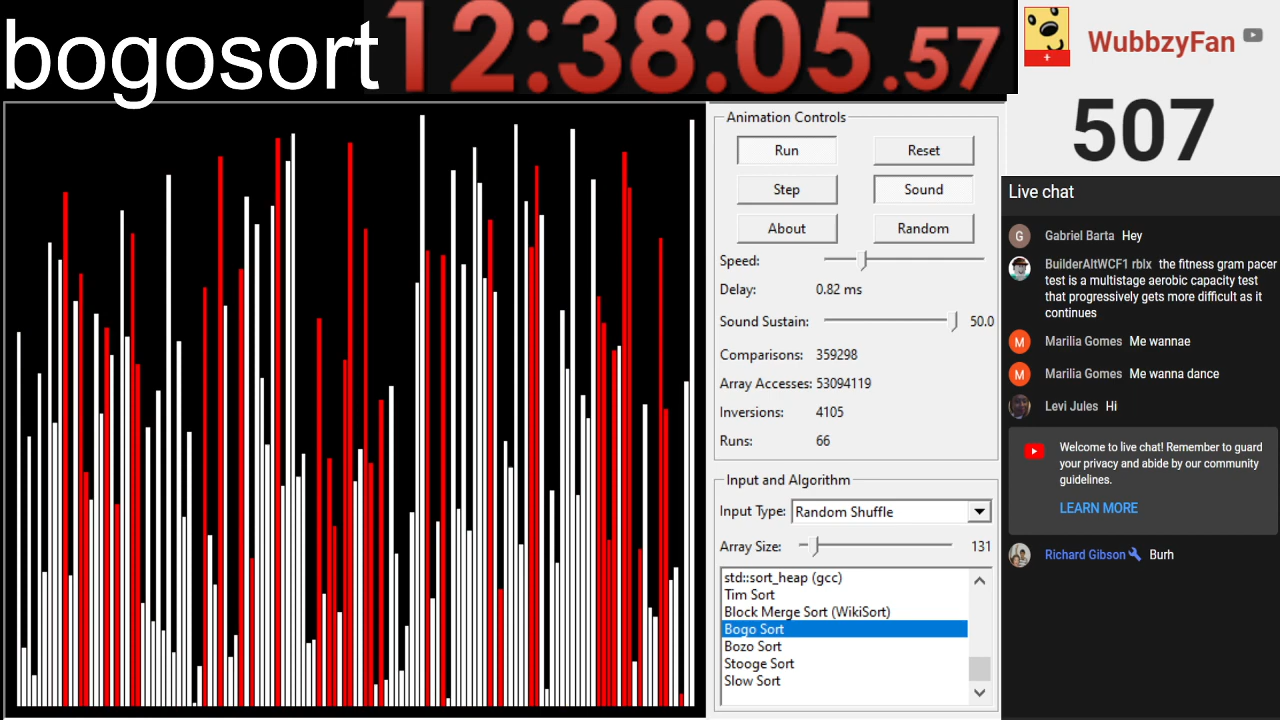 bogosort
12:38:05.57
WubbzyFan
507
Animation Controls
Run
Reset
Step
Sound
About
Random
Speed:
Delay: 0.82 ms
Sound Sustain: 50.0
Comparisons: 359298
Array Accesses: 53094119
Inversions: 4105
Runs: 66
Input and Algorithm
Input Type: Random Shuffle
Array Size: 131
std::sort_heap (gcc)
Tim Sort
Block Merge Sort (WikiSort)
Bogo Sort
Bozo Sort
Stooge Sort
Slow Sort
Live chat
G Gabriel Barta Hey
BuilderAltWCF1 rblx the fitness gram pacer
test is a multistage aerobic capacity test
that progressively gets more difficult as it
continues
M Marilia Gomes Me wannae
M Marilia Gomes Me wanna dance
Levi Jules Hi
Welcome to live chat! Remember to guard
your privacy and abide by our community
guidelines.
LEARN MORE
Richard Gibson Burh